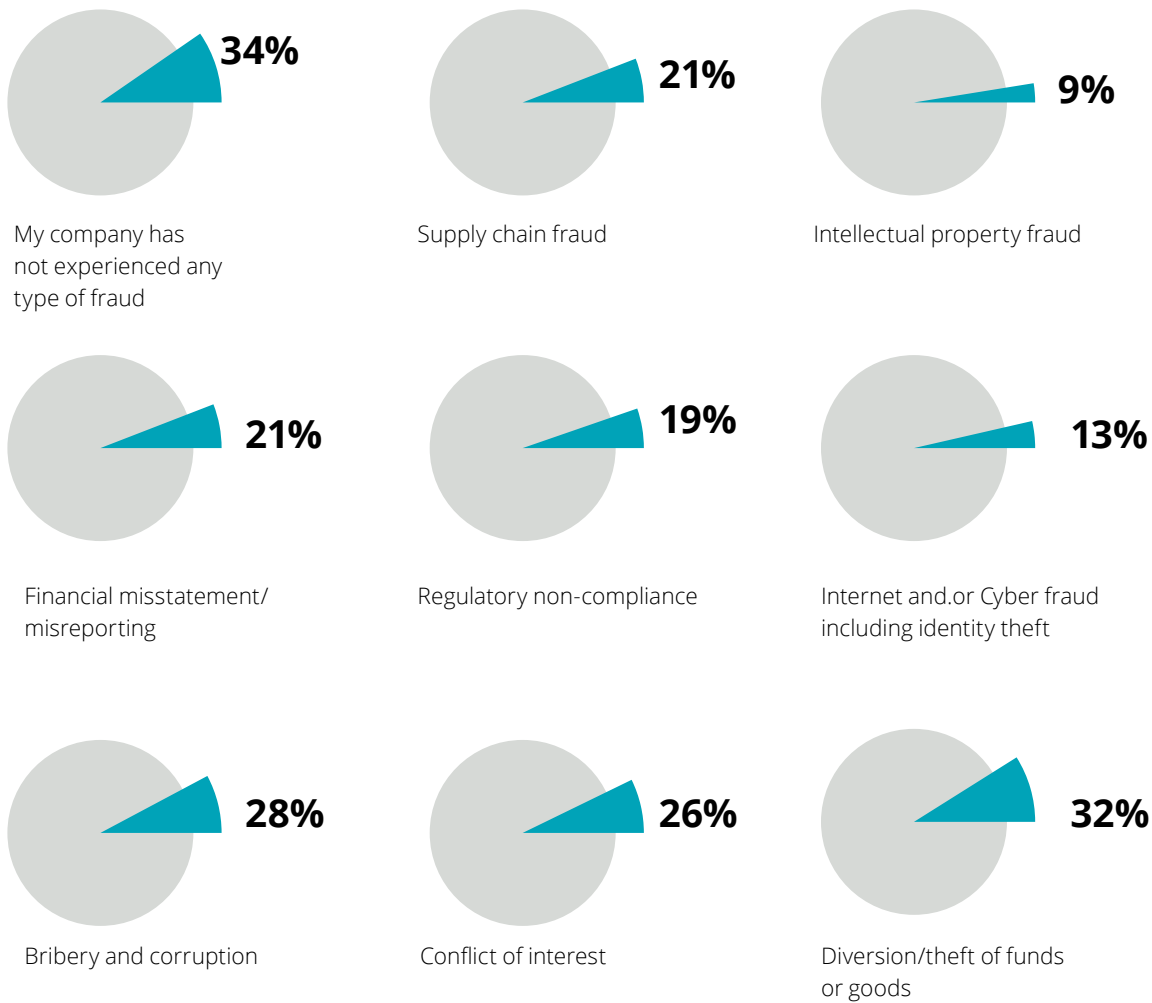 34%
21%
9%
My company has
not experienced any
type of fraud
Supply chain fraud
Intellectual property fraud
21%
19%
13%
Financial misstatement/
misreporting
Regulatory non-compliance
Internet and.or Cyber fraud
including identity theft
28%
26%
32%
Bribery and corruption
Conflict of interest
Diversion/theft of funds
or goods